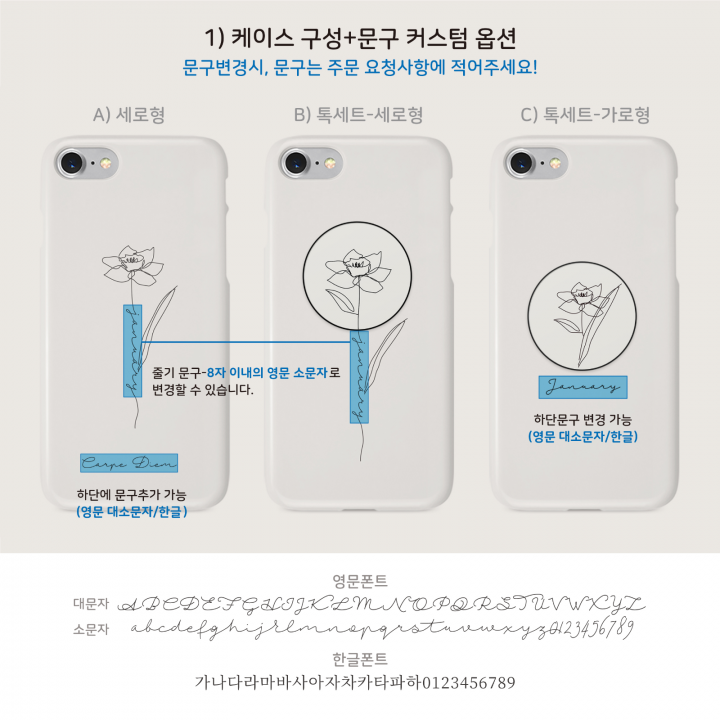 1) 케이스 구성+문구 커스텀 옵션
문구변경시, 문구는 주문 요청사항에 적어주세요!
A) 세로형
B) 톡세트-세로형
C) 톡세트-가로형
january
january
줄기 문구-8자 이내의 영문 소문자로
변경할 수 있습니다.
January
하단문구 변경 가능
(영문 대소문자/한글)
Carpe Diem
하단에 문구추가 가능
(영문 대소문자/한글)
영문폰트
대문자 ABCDEFGHIJKLMNOPQRSTUVWXYZ
소문자 abcdefghijklmnopqrstuvwxyz0123456789
한글폰트
가나다라마바사아자차카타파하0123456789